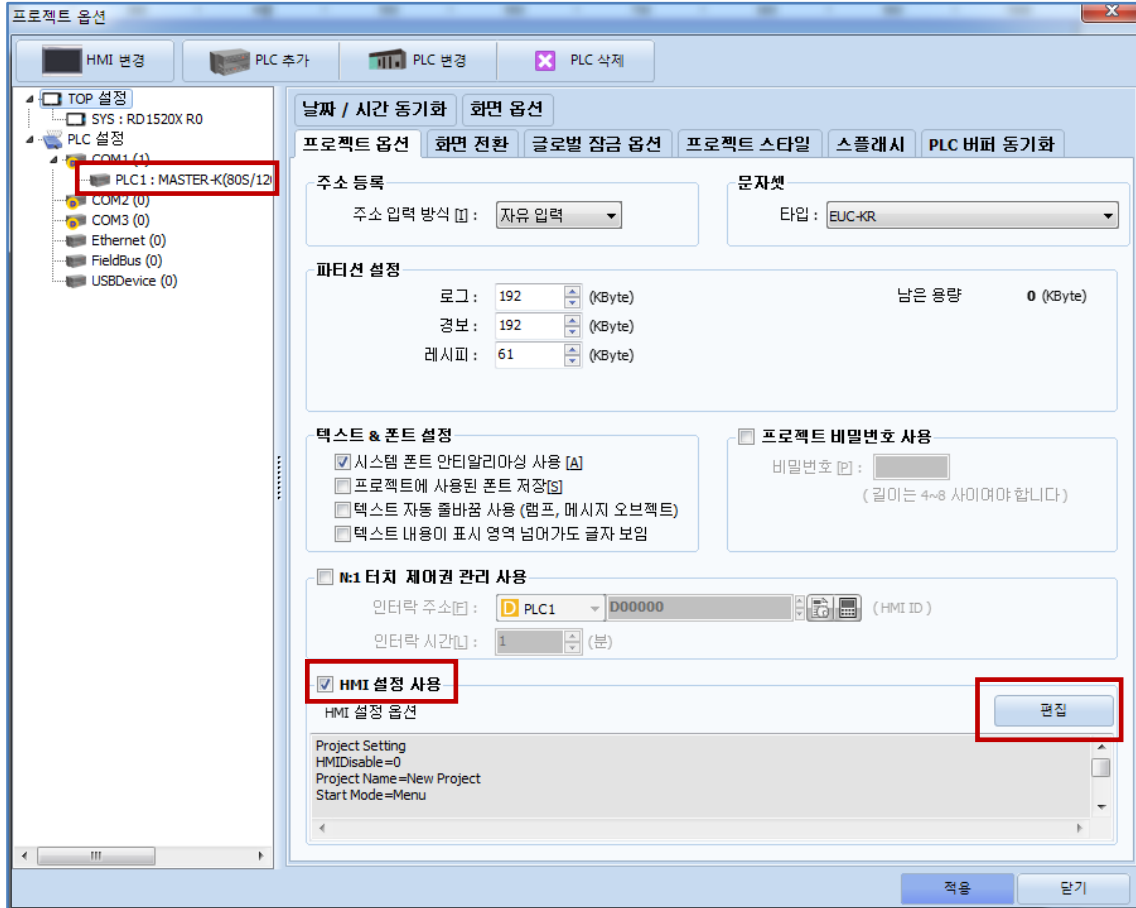 프로젝트 옵션
HMI 변경
PLC 추가
PLC 변경
PLC 삭제
TOP 설정
SYS : RD1520X R0
PLC 설정
COM1 (1)
PLC1 : MASTER-K(80S/120
COM2 (0)
COM3 (0)
Ethernet (0)
FieldBus (0)
USBDevice (0)
날짜 / 시간 동기화 화면 옵션
프로젝트 옵션 화면 전환 글로벌 잠금 옵션 프로젝트 스타일 스플래시 PLC 버퍼 동기화
주소 등록
주소 입력 방식 [I] : 자유 입력
문자셋
타입 : EUC-KR
파티션 설정
로그 : 192 (KByte)
남은 용량 0 (KByte)
경보 : 192 (KByte)
레시피 : 61 (KByte)
텍스트 & 폰트 설정
시스템 폰트 안티알리아싱 사용 [A]
프로젝트에 사용된 폰트 저장[S]
텍스트 자동 줄바꿈 사용 (램프, 메시지 오브젝트)
텍스트 내용이 표시 영역 넘어가도 글자 보임
프로젝트 비밀번호 사용
비밀번호 [P] :
( 길이는 4~8 사이여야 합니다 )
N:1 터치 제어권 관리 사용
인터락 주소[F] : D PLC1 D00000 ( HMI ID )
인터락 시간[L] : 1 (분)
HMI 설정 사용
HMI 설정 옵션
편집
Project Setting
HMIDisable=0
Project Name=New Project
Start Mode=Menu
적용
닫기